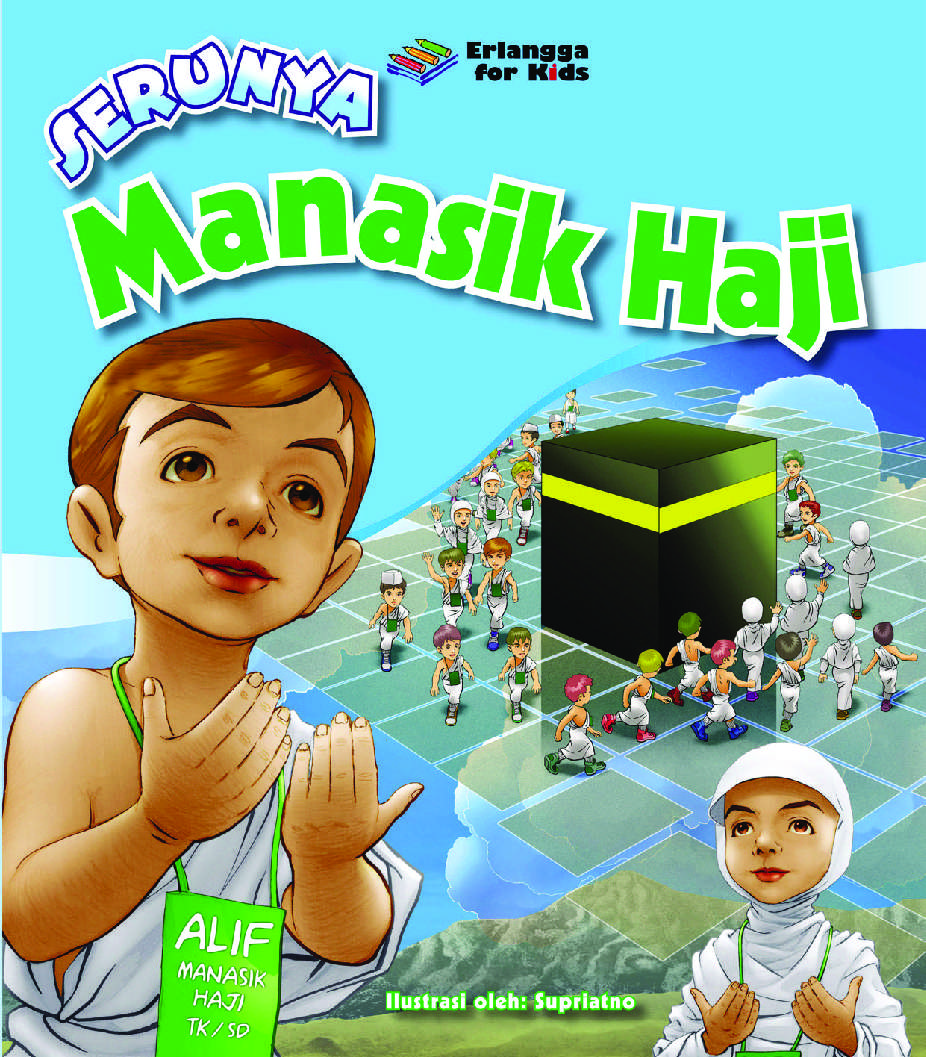 Erlangga
for Kids
SERUNYA
Manasik Haji
ALIF
MANASIK
HAJI
TK / SD
Ilustrasi oleh: Supriatno